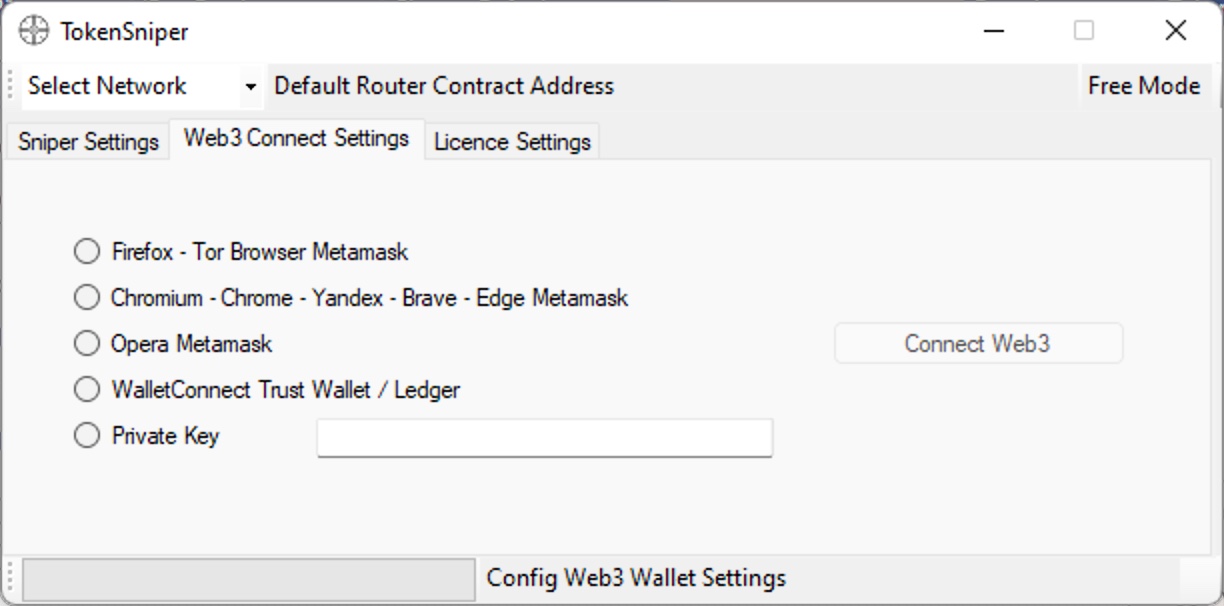 TokenSniper
Select Network Default Router Contract Address Free Mode
Sniper Settings Web3 Connect Settings Licence Settings
Firefox - Tor Browser Metamask
Chromium - Chrome - Yandex - Brave - Edge Metamask
Opera Metamask Connect Web3
WalletConnect Trust Wallet / Ledger
Private Key
Config Web3 Wallet Settings